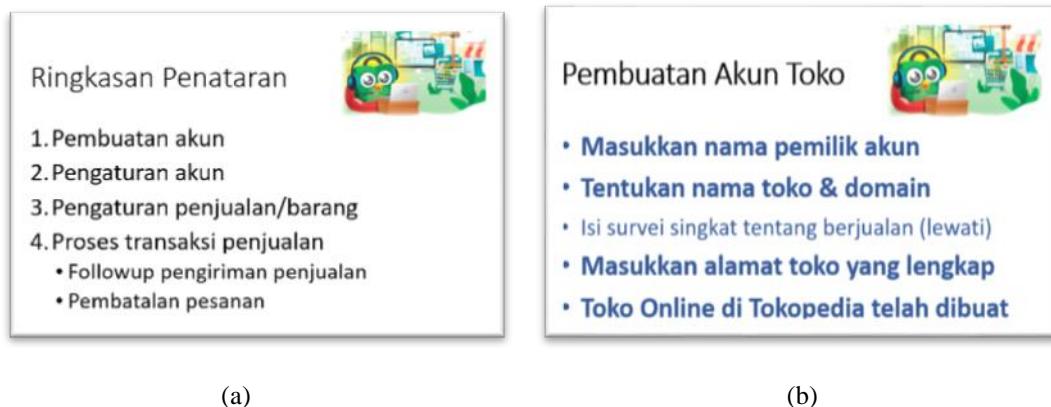 Ringkasan Penataran
1. Pembuatan akun
2. Pengaturan akun
3. Pengaturan penjualan/barang
4. Proses transaksi penjualan
• Followup pengiriman penjualan
• Pembatalan pesanan
(a)
Pembuatan Akun Toko
• Masukkan nama pemilik akun
• Tentukan nama toko & domain
• Isi survei singkat tentang berjualan (lewati)
• Masukkan alamat toko yang lengkap
• Toko Online di Tokopedia telah dibuat
(b)